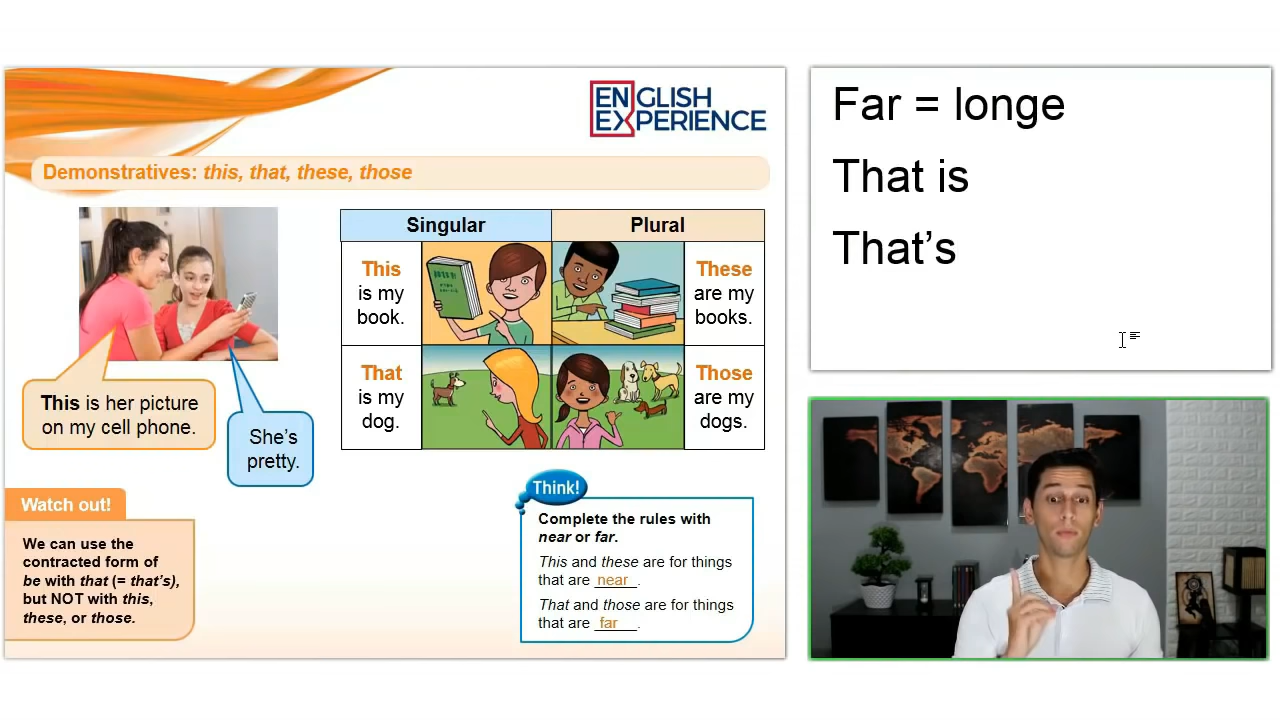 ENGLISH
EXPERIENCE
Demonstratives: this, that, these, those
Singular
Plural
This
is my
book.
These
are my
books.
That
is my
dog.
Those
are my
dogs.
This is her picture
on my cell phone.
She's
pretty.
Watch out!
We can use the
contracted form of
be with that (= that's),
but NOT with this,
these, or those.
Think!
Complete the rules with
near or far.
This and these are for things
that are near.
That and those are for things
that are far.
Far = longe
That is
That’s